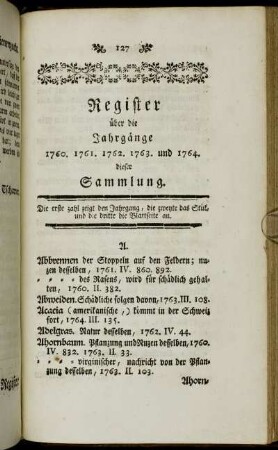 127
Register
über die
Jahrgänge
1760. 1761. 1762. 1763. und 1764.
dieser
Sammlung.
Die erste zahl zeigt den Jahrgang, die zweyte das Stük,
und die dritte die Blattseite an.
A.
Abbrennen der Stoppeln auf den Feldern; nu-
zen desselben, 1761. IV. 860. 892.
des Rasens, wird für schädlich gehal-
ten, 1760. II. 382.
Abweiden. Schädliche folgen davon, 1763. III. 108.
Acacia (amerikanische,) kimmt in der Schweiz
fort, 1764. III. 135.
Adelgras. Natur desselben, 1762. IV. 44.
Ahornbaum. Pflanzung und Nuzen desselben, 1760.
IV. 832. 1763. II. 33.
virginischer, nachricht von der Pflan-
zung desselben, 1763. II. 103.
Ahorn-
Register